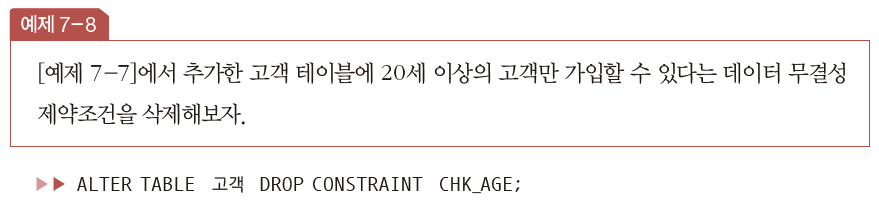 예제 7-8
[예제 7-7]에서 추가한 고객 테이블에 20세 이상의 고객만 가입할 수 있다는 데이터 무결성
제약조건을 삭제해보자.
ALTER TABLE 고객 DROP CONSTRAINT CHK_AGE;